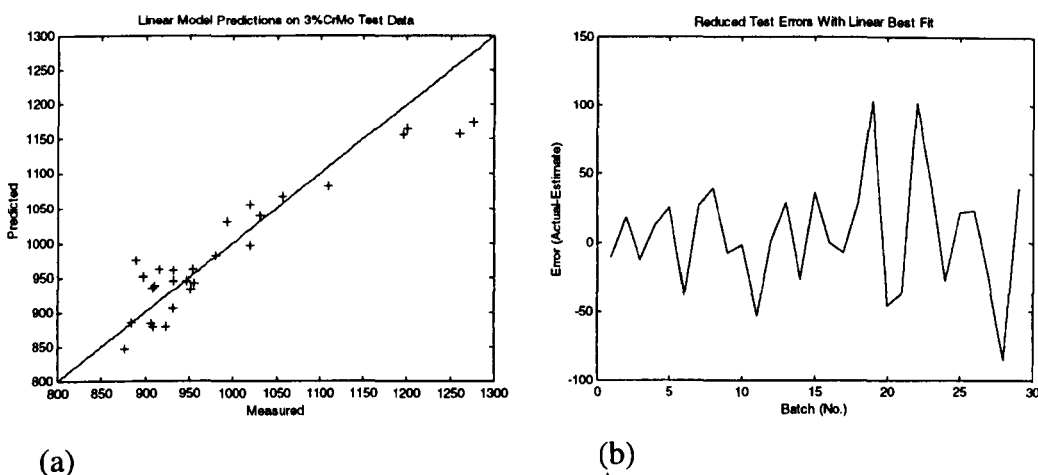 Linear Model Predictions on 3%CrMo Test Data
1300
1250
1200
1150
1100
1050
1000
950
900
850
800
Predicted
800 850 900 950 1000 1050 1100 1150 1200 1250 1300
Measured
(a)
Reduced Test Errors With Linear Best Fit
150
100
50
0
-50
-100
Error (Actual-Estimate)
0 5 10 15 20 25 30
Batch (No.)
(b)